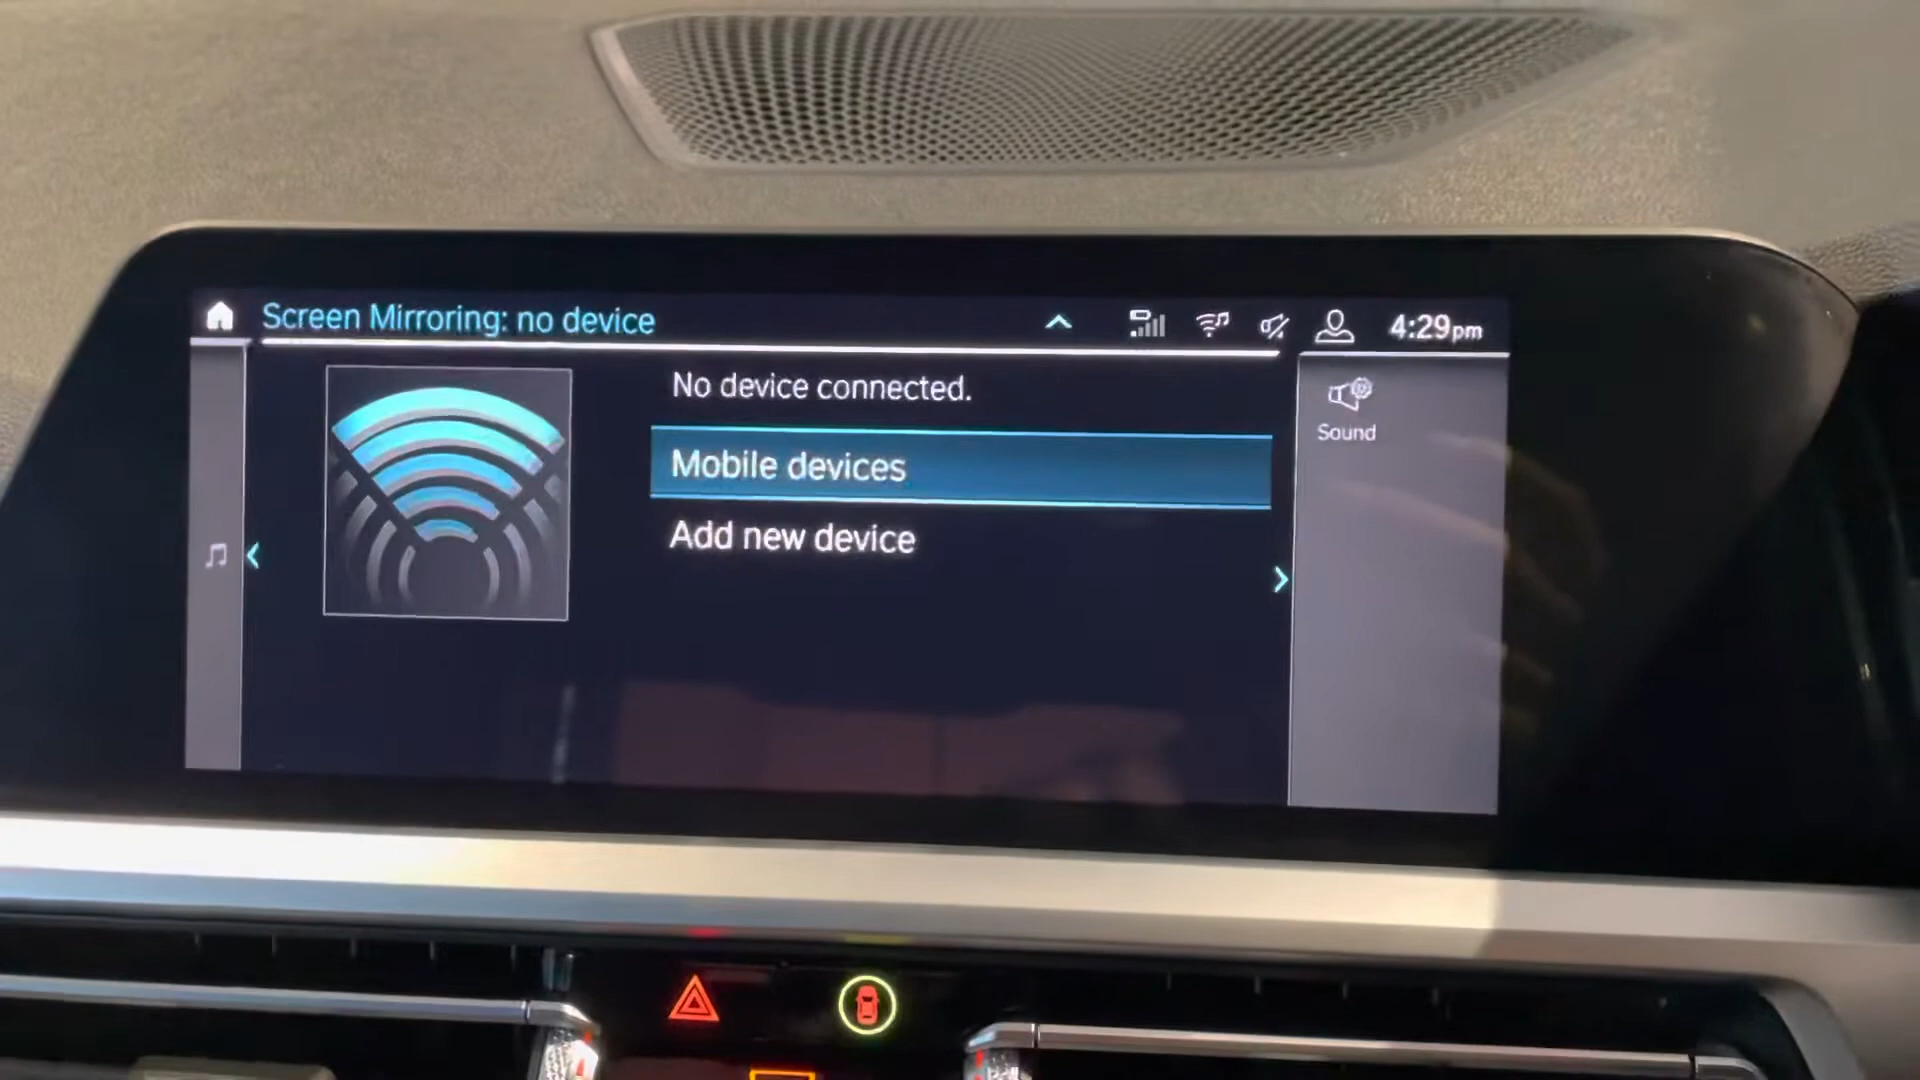 Screen Mirroring: no device
4:29pm
No device connected.
Mobile devices
Add new device
Sound